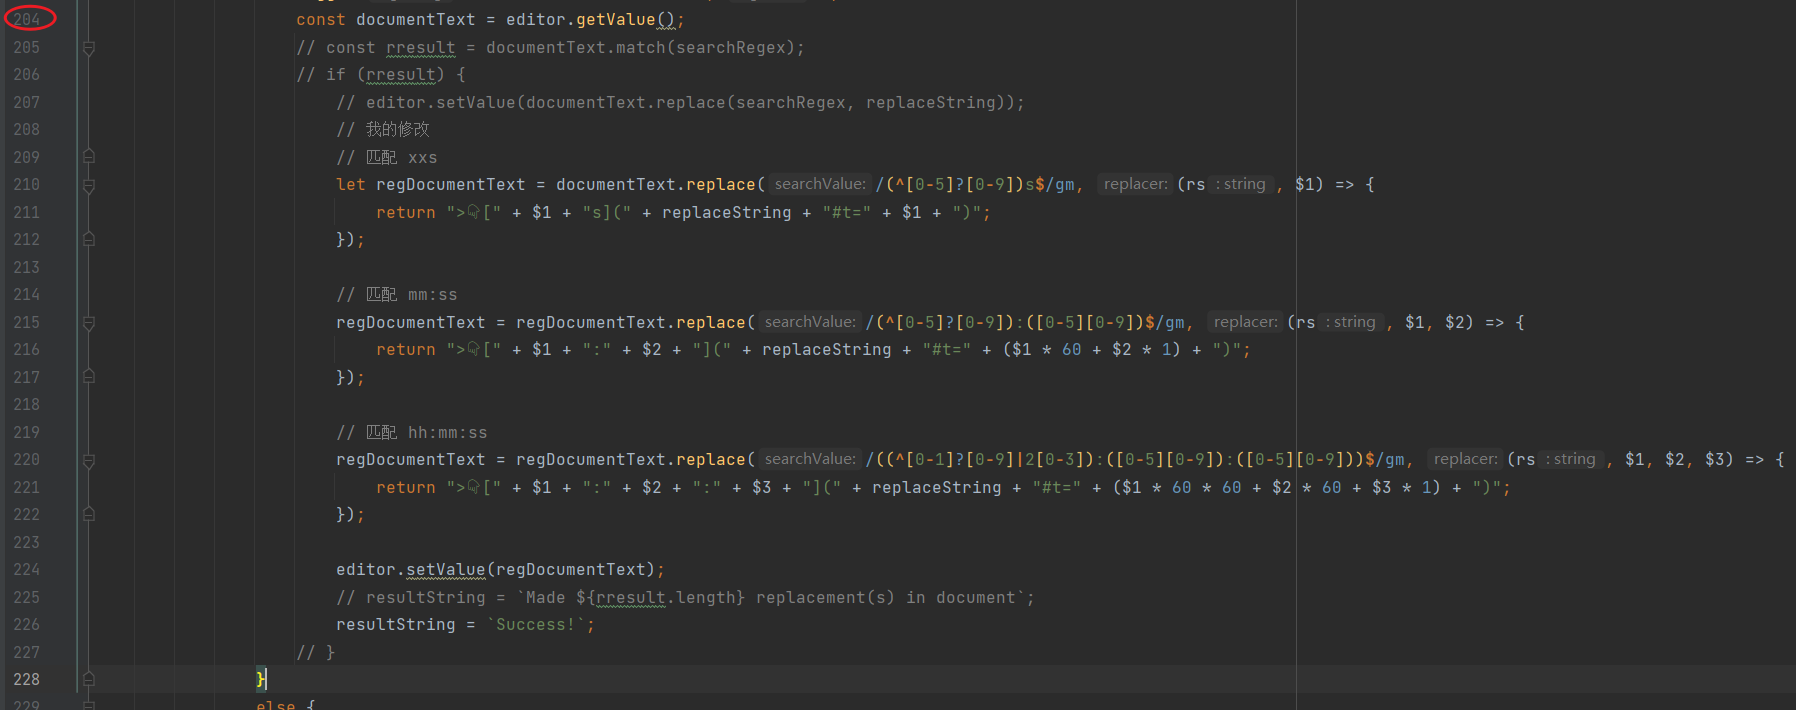 204 const documentText = editor.getValue();
205 // const rresult = documentText.match(searchRegex);
206 // if (rresult) {
207 // editor.setValue(documentText.replace(searchRegex, replaceString));
208 // 我的修改
209 // 匹配 xxs
210 let regDocumentText = documentText.replace( searchValue: /(^[0-5]?[0-9])s$/gm, replacer: (rs : string , $1) => {
211 return ">👇[" + $1 + "s](" + replaceString + "#t=" + $1 + ")";
212 });
213
214 // 匹配 mm:ss
215 regDocumentText = regDocumentText.replace( searchValue: /(^[0-5]?[0-9]):([0-5][0-9])$/gm, replacer: (rs : string , $1, $2) => {
216 return ">👇[" + $1 + ":" + $2 + "](" + replaceString + "#t=" + ($1 * 60 + $2 * 1) + ")";
217 });
218
219 // 匹配 hh:mm:ss
220 regDocumentText = regDocumentText.replace( searchValue: /((^[0-1]?[0-9]|2[0-3]):([0-5][0-9]):([0-5][0-9]))$/gm, replacer: (rs : string , $1, $2, $3) => {
221 return ">👇[" + $1 + ":" + $2 + ":" + $3 + "](" + replaceString + "#t=" + ($1 * 60 * 60 + $2 * 60 + $3 * 1) + ")";
222 });
223
224 editor.setValue(regDocumentText);
225 // resultString = `Made ${rresult.length} replacement(s) in document`;
226 resultString = `Success!`;
227 // }
228 }
229 else {